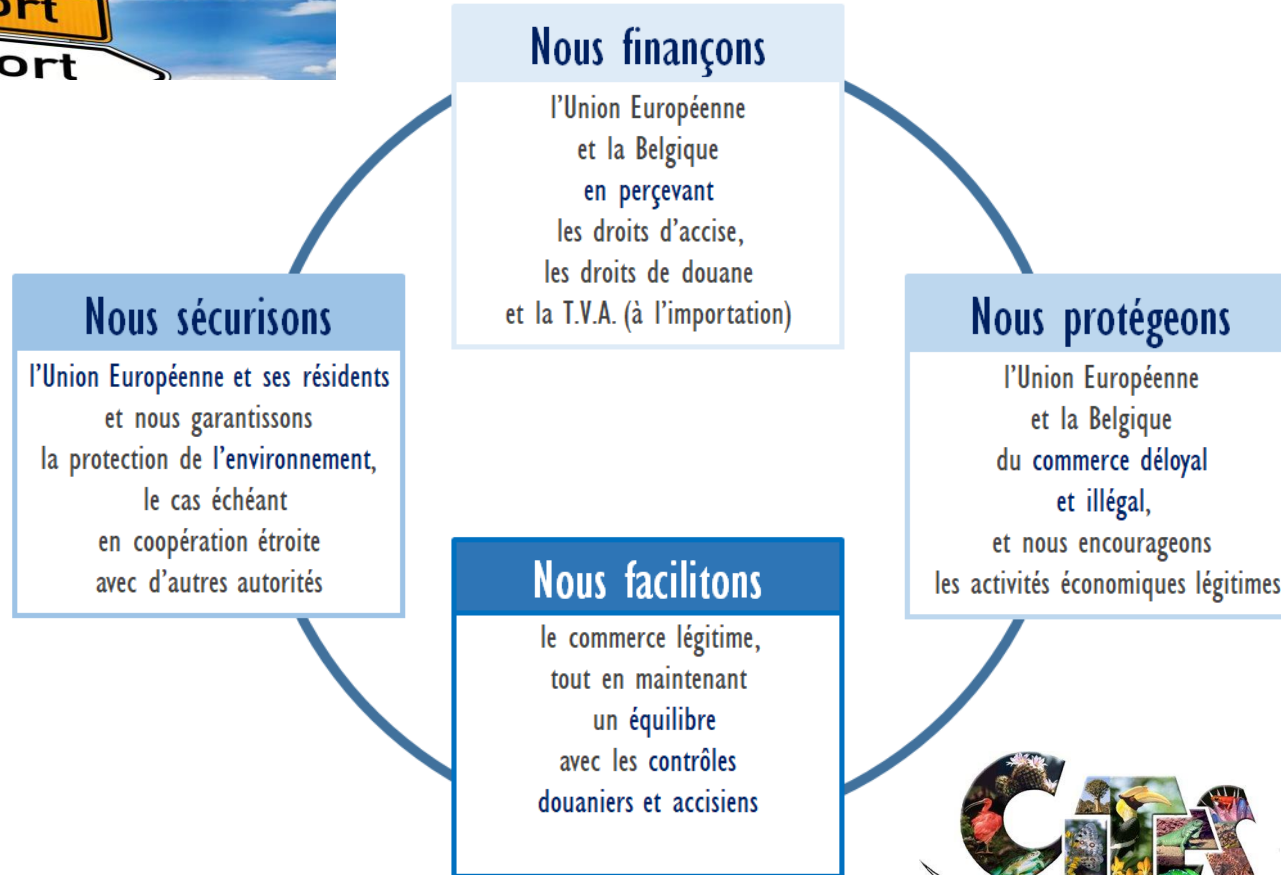 ort
ort
Nous finançons
l'Union Européenne
et la Belgique
en perçevant
les droits d'accise,
les droits de douane
et la T.V.A. (à l'importation)
Nous sécurisons
l'Union Européenne et ses résidents
et nous garantissons
la protection de l'environnement,
le cas échéant
en coopération étroite
avec d'autres autorités
Nous protégeons
l'Union Européenne
et la Belgique
du commerce déloyal
et illégal,
et nous encourageons
les activités économiques légitimes
Nous facilitons
le commerce légitime,
tout en maintenant
un équilibre
avec les contrôles
douaniers et accisiens
CITES